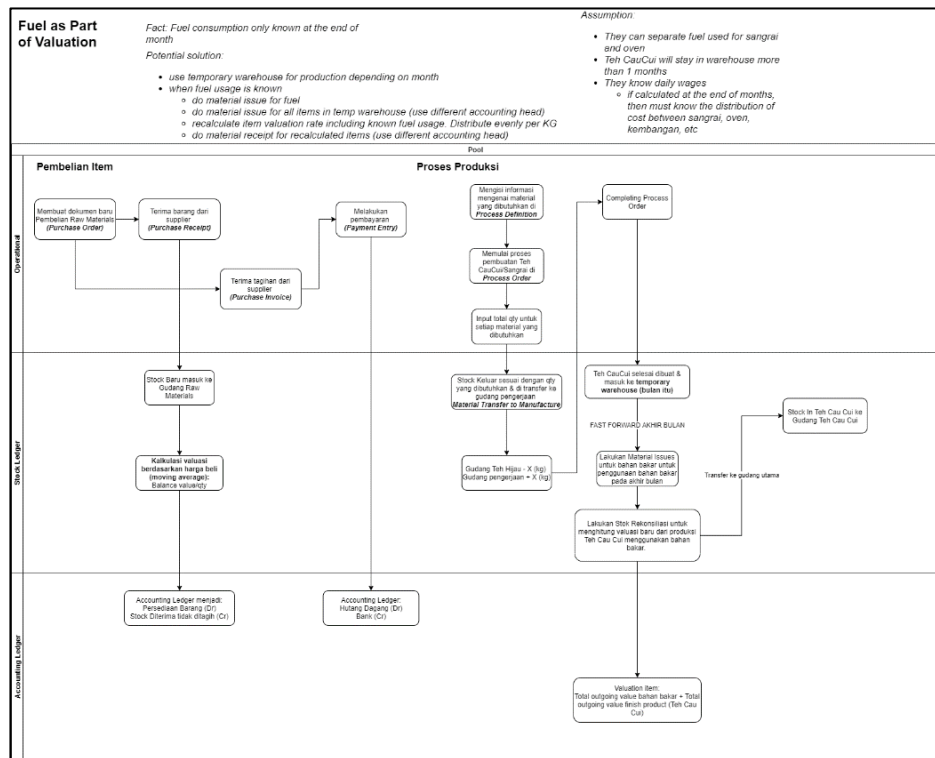 Fuel as Part
of Valuation
Fact: Fuel consumption only known at the end of
month
Potential solution:
use temporary warehouse for production depending on month
when fuel usage is known
do material issue for fuel
do material issue for all items in temp warehouse (use different accounting head)
recalculate item valuation rate including known fuel usage. Distribute evenly per KG
do material receipt for recalculated items (use different accounting head)
Assumption:
They can separate fuel used for sangrai
and oven
Teh CauCui will stay in warehouse more
than 1 months
They know daily wages
if calculated at the end of months,
then must know the distribution of
cost between sangrai, oven,
kembangan, etc
Pool
Operational
Pembelian Item
Proses Produksi
Membuat dokumen baru
Pembelian Raw Materials
(Purchase Order)
Terima barang dari
supplier
(Purchase Receipt)
Melakukan
pembayaran
(Payment Entry)
Terima tagihan dari
supplier
(Purchase Invoice)
Mengisi informasi
mengenai material
yang dibutuhkan di
Process Definition
Memulai proses
pembuatan Teh
CauCui/Sangrai di
Process Order
Input total qty untuk
setiap material yang
dibutuhkan
Completing Process
Order
Stock Ledger
Stock Baru masuk ke
Gudang Raw
Materials
Kalkulasi valuasi
berdasarkan harga beli
(moving average):
Balance value/qty
Stock Keluar sesuai dengan qty
yang dibutuhkan & di transfer ke
gudang pengerjaan
Material Transfer to Manufacture
Gudang Teh Hijau - X (kg)
Gudang pengerjaan + X (kg)
Teh CauCui selesai dibuat &
masuk ke temporary
warehouse (bulan itu)
FAST FORWARD AKHIR BULAN
Lakukan Material Issues
untuk bahan bakar untuk
penggunaan bahan bakar
pada akhir bulan
Lakukan Stok Rekonsiliasi untuk
menghitung valuasi baru dari produksi
Teh Cau Cui menggunakan bahan
bakar.
Transfer ke gudang utama
Stock In Teh Cau Cui ke
Gudang Teh Cau Cui
Accounting Ledger
Accounting Ledger menjadi:
Persediaan Barang (Dr)
Stock Diterima tidak ditagih (Cr)
Accounting Ledger:
Hutang Dagang (Dr)
Bank (Cr)
Valuation item:
Total outgoing value bahan bakar + Total
outgoing value finish product (Teh Cau
Cui)